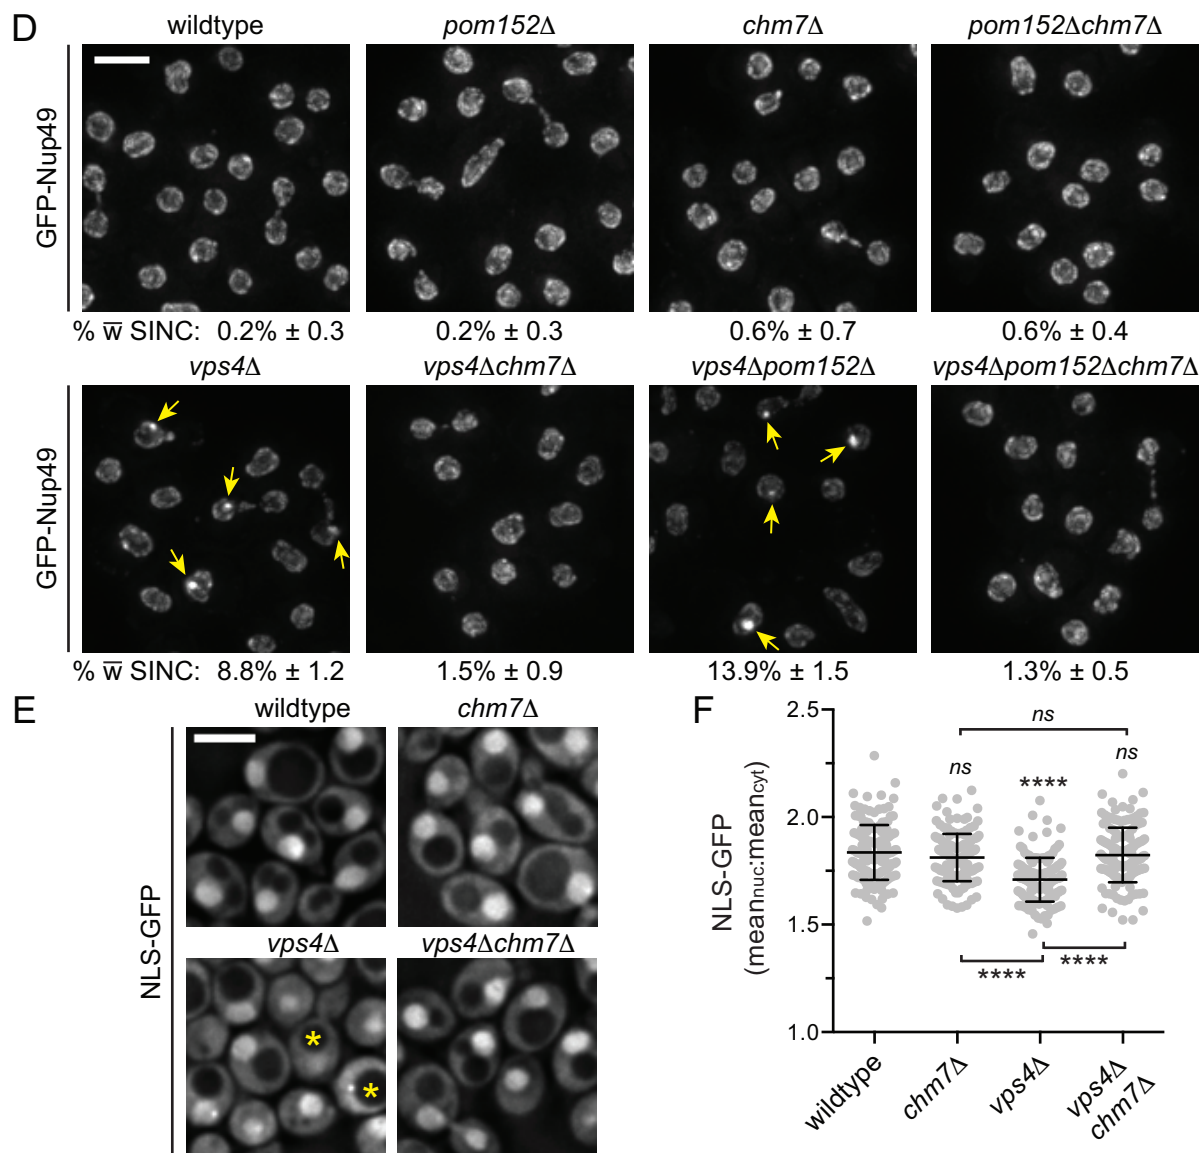 D
wildtype pom152Δ chm7Δ pom152Δchm7Δ
GFP-Nup49
% w̅ SINC: 0.2% ± 0.3 0.2% ± 0.3 0.6% ± 0.7 0.6% ± 0.4
vps4Δ vps4Δchm7Δ vps4Δpom152Δ vps4Δpom152Δchm7Δ
GFP-Nup49
% w̅ SINC: 8.8% ± 1.2 1.5% ± 0.9 13.9% ± 1.5 1.3% ± 0.5
E
wildtype chm7Δ
NLS-GFP
vps4Δ vps4Δchm7Δ
*
*
F
NLS-GFP
(meannuc:meancyt)
2.5
2.0
1.5
1.0
ns
ns **** ns
**** ****
wildtype
chm7Δ
vps4Δ
vps4Δ
chm7Δ